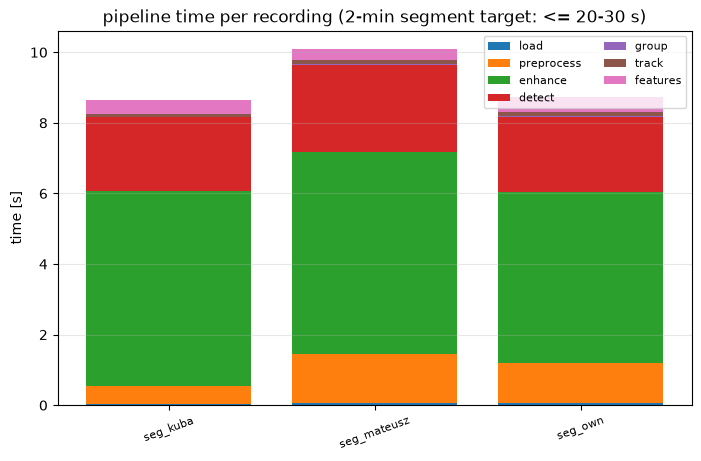 pipeline time per recording (2-min segment target: <= 20-30 s)
load
preprocess
enhance
detect
group
track
features
time [s]
10
8
6
4
2
0
seg_kuba
seg_mateusz
seg_own